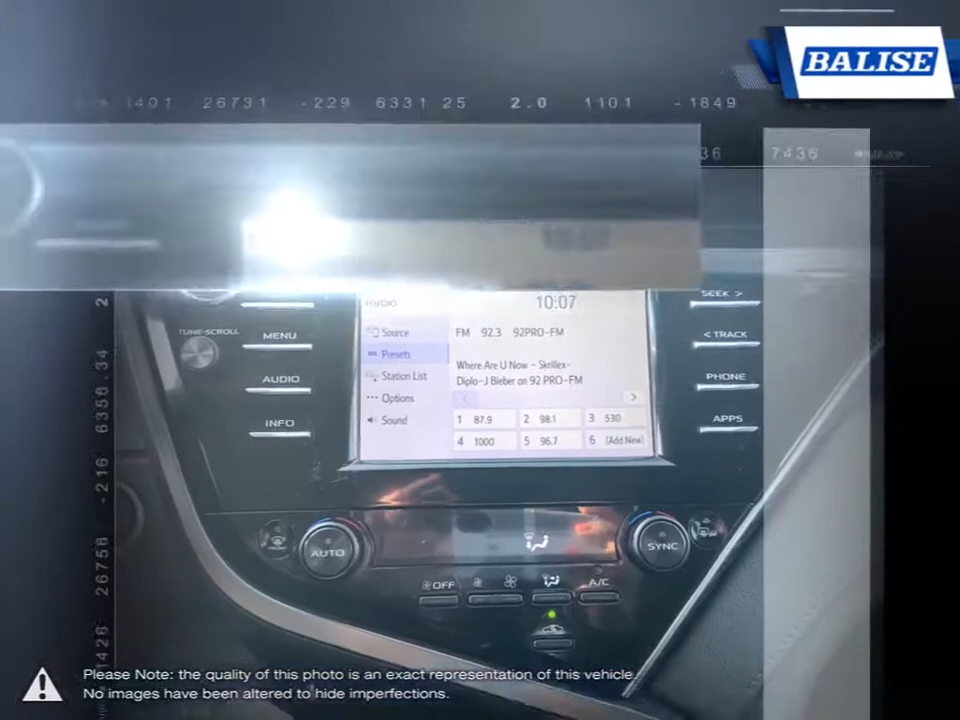 BALISE
1401 26731 -229 6331 25 2.0 1101 -1849
36 7436
2
6356.34
-216
26756
1426
10:07
SEEK >
TUNE-SCROLL
MENU
Source
FM 92.3 92PRO-FM
< TRACK
Presets
Where Are U Now - Skrillex-
AUDIO
Station List
Diplo-J Bieber on 92 PRO-FM
PHONE
Options
< >
INFO
Sound
1 87.9 2 98.1 3 530
APPS
4 1000 5 96.7 6 (Add New)
AUTO
SYNC
OFF
A/C
Please Note: the quality of this photo is an exact representation of this vehicle.
No images have been altered to hide imperfections.